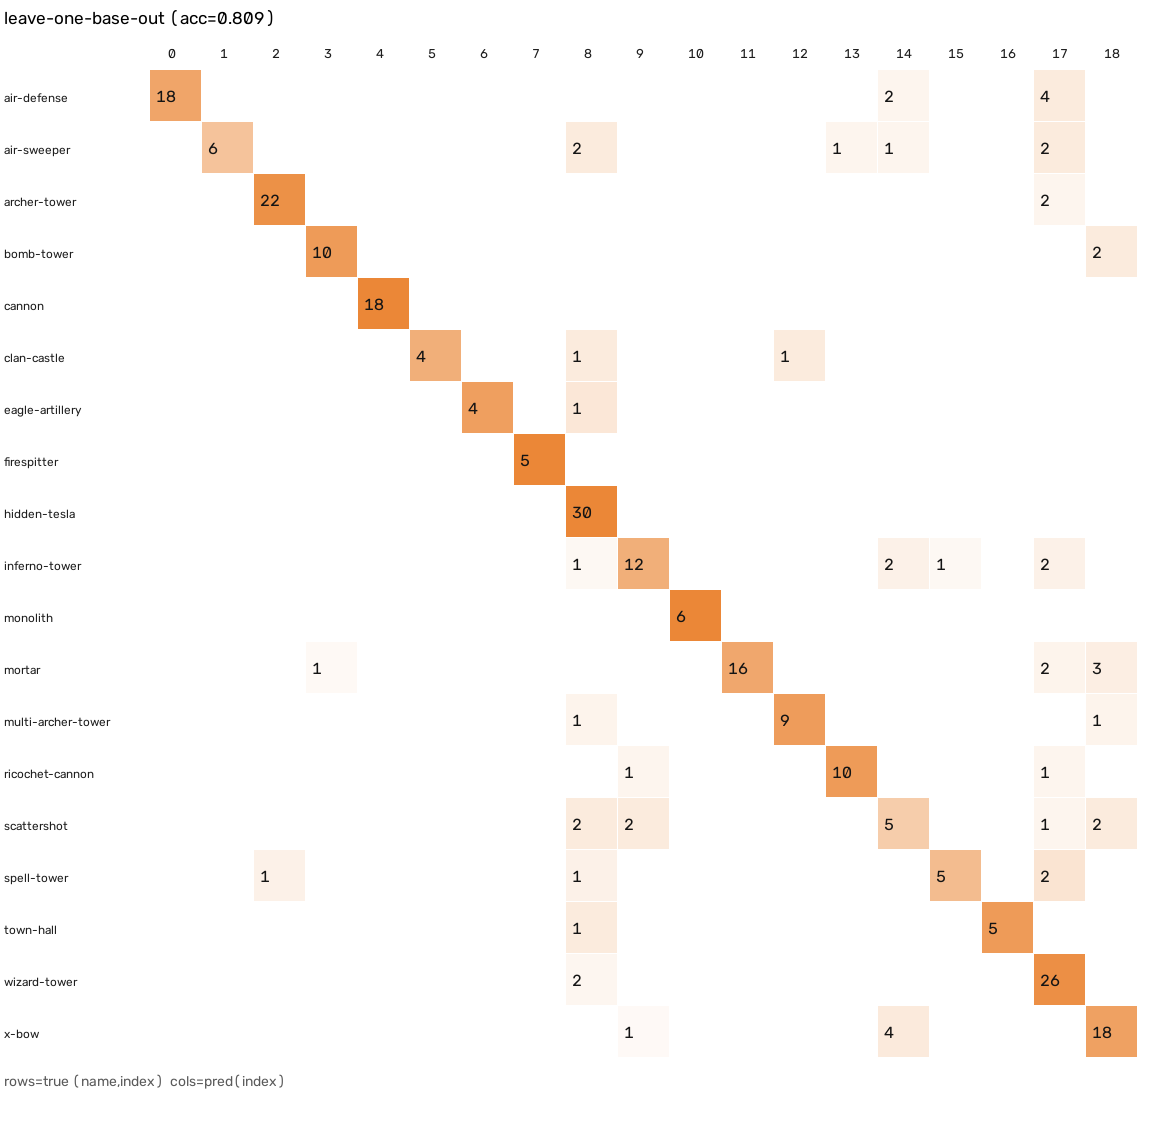 leave-one-base-out (acc=0.809)
0 1 2 3 4 5 6 7 8 9 10 11 12 13 14 15 16 17 18
air-defense 18 2 4
air-sweeper 6 2 1 1 2
archer-tower 22 2
bomb-tower 10 2
cannon 18
clan-castle 4 1 1
eagle-artillery 4 1
firespitter 5
hidden-tesla 30
inferno-tower 1 12 2 1 2
monolith 6
mortar 1 16 2 3
multi-archer-tower 1 9 1
ricochet-cannon 1 10 1
scattershot 2 2 5 1 2
spell-tower 1 1 5 2
town-hall 1 5
wizard-tower 2 26
x-bow 1 4 18
rows=true (name,index) cols=pred(index)